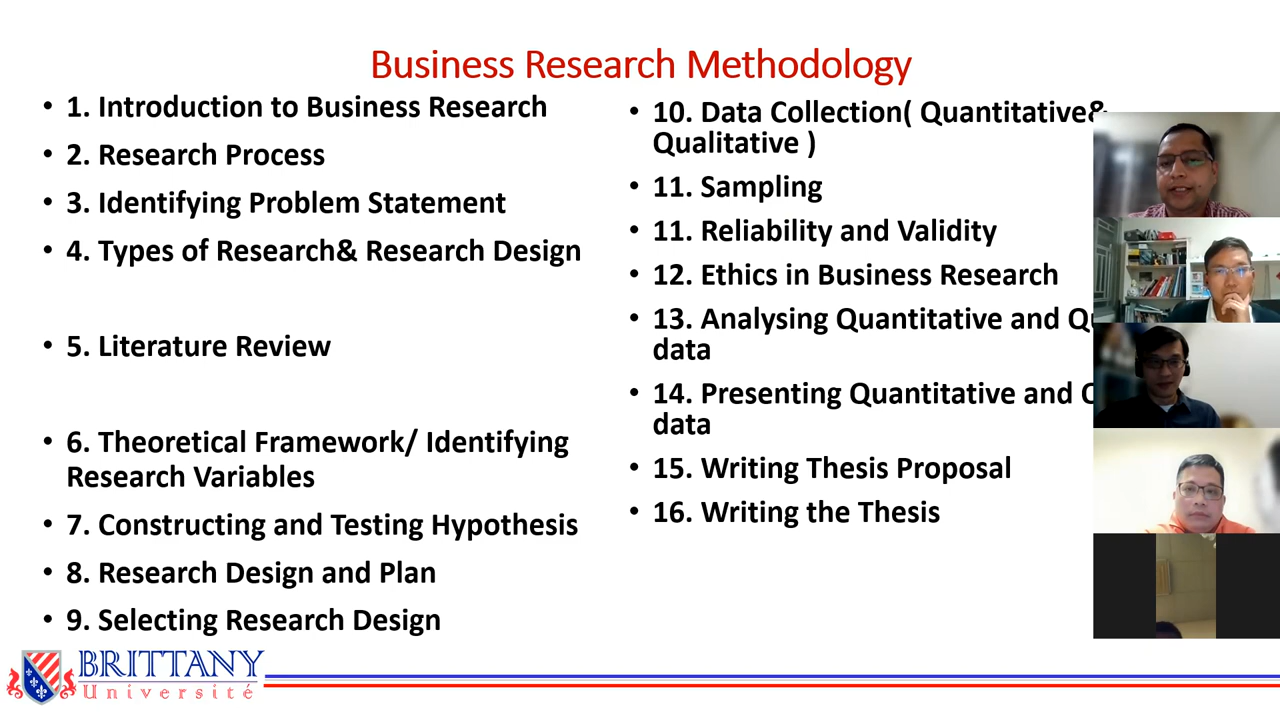 Business Research Methodology
• 1. Introduction to Business Research
• 2. Research Process
• 3. Identifying Problem Statement
• 4. Types of Research& Research Design
• 5. Literature Review
• 6. Theoretical Framework/ Identifying
Research Variables
• 7. Constructing and Testing Hypothesis
• 8. Research Design and Plan
• 9. Selecting Research Design
• 10. Data Collection( Quantitative&
Qualitative )
• 11. Sampling
• 11. Reliability and Validity
• 12. Ethics in Business Research
• 13. Analysing Quantitative and
data
• 14. Presenting Quantitative and
data
• 15. Writing Thesis Proposal
• 16. Writing the Thesis
BRITTANY
Université